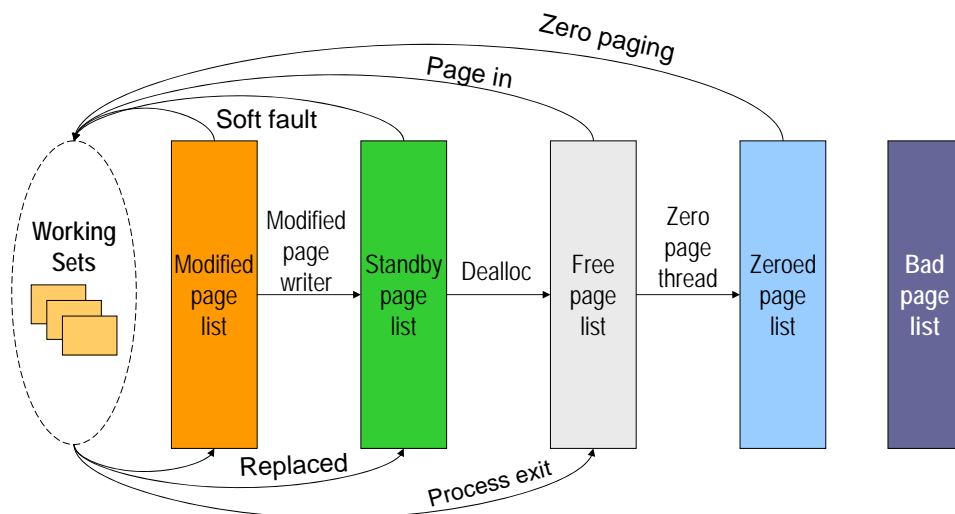 Zero paging
Page in
Soft fault
Working
Sets
Modified
page
list
Modified
page
writer
Standby
page
list
Dealloc
Free
page
list
Zero
page
thread
Zeroed
page
list
Bad
page
list
Replaced
Process exit